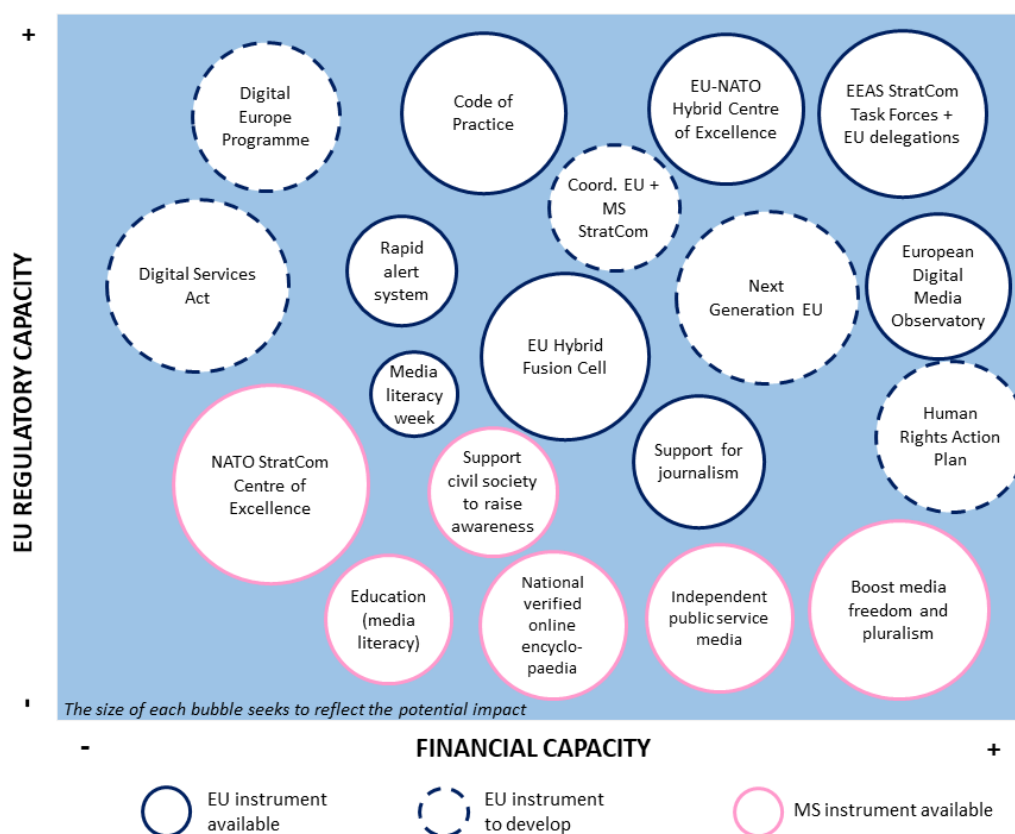 +
EU REGULATORY CAPACITY
-
Digital
Europe
Programme
Code of
Practice
EU-NATO
Hybrid Centre
of Excellence
EEAS StratCom
Task Forces +
EU delegations
Coord. EU +
MS
StratCom
Digital Services
Act
Rapid
alert
system
Next
Generation EU
European
Digital
Media
Observatory
EU Hybrid
Fusion Cell
Media
literacy
week
Human
Rights Action
Plan
NATO StratCom
Centre of
Excellence
Support
civil society
to raise
awareness
Support for
journalism
Education
(media
literacy)
National
verified
online
encyclo-
paedia
Independent
public service
media
Boost media
freedom and
pluralism
The size of each bubble seeks to reflect the potential impact
-
FINANCIAL CAPACITY
+
EU instrument
available
EU instrument
to develop
MS instrument available